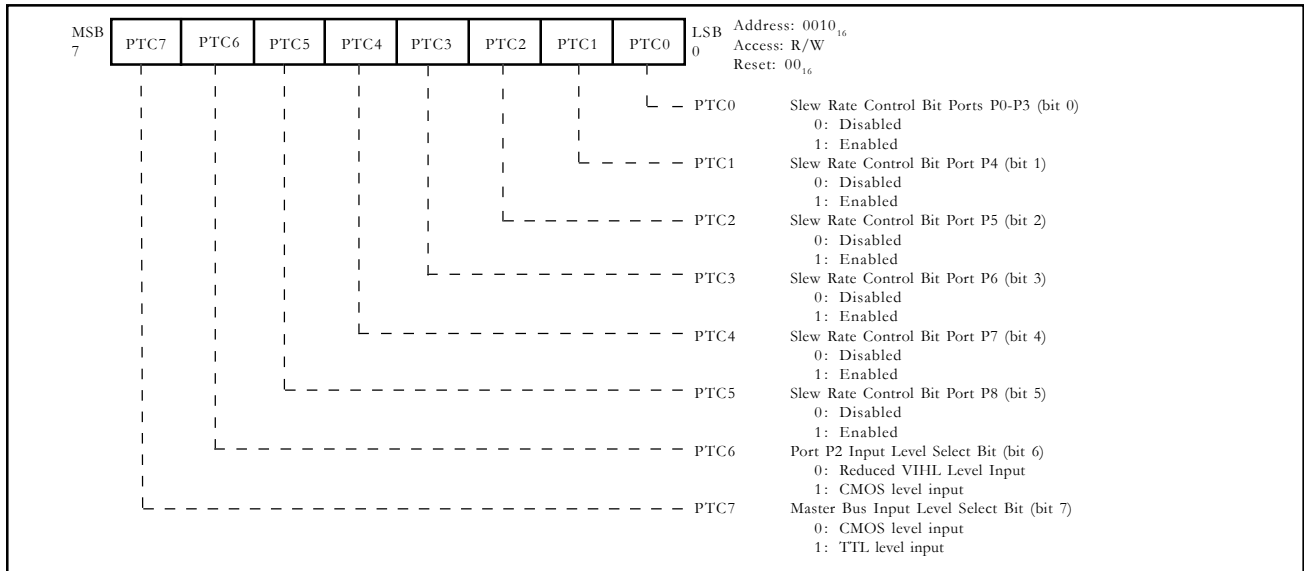 MSB 7 PTC7 PTC6 PTC5 PTC4 PTC3 PTC2 PTC1 PTC0 LSB 0
Address: 0010₁₆
Access: R/W
Reset: 00₁₆
PTC0 Slew Rate Control Bit Ports P0-P3 (bit 0)
0: Disabled
1: Enabled
PTC1 Slew Rate Control Bit Port P4 (bit 1)
0: Disabled
1: Enabled
PTC2 Slew Rate Control Bit Port P5 (bit 2)
0: Disabled
1: Enabled
PTC3 Slew Rate Control Bit Port P6 (bit 3)
0: Disabled
1: Enabled
PTC4 Slew Rate Control Bit Port P7 (bit 4)
0: Disabled
1: Enabled
PTC5 Slew Rate Control Bit Port P8 (bit 5)
0: Disabled
1: Enabled
PTC6 Port P2 Input Level Select Bit (bit 6)
0: Reduced VIHL Level Input
1: CMOS level input
PTC7 Master Bus Input Level Select Bit (bit 7)
0: CMOS level input
1: TTL level input